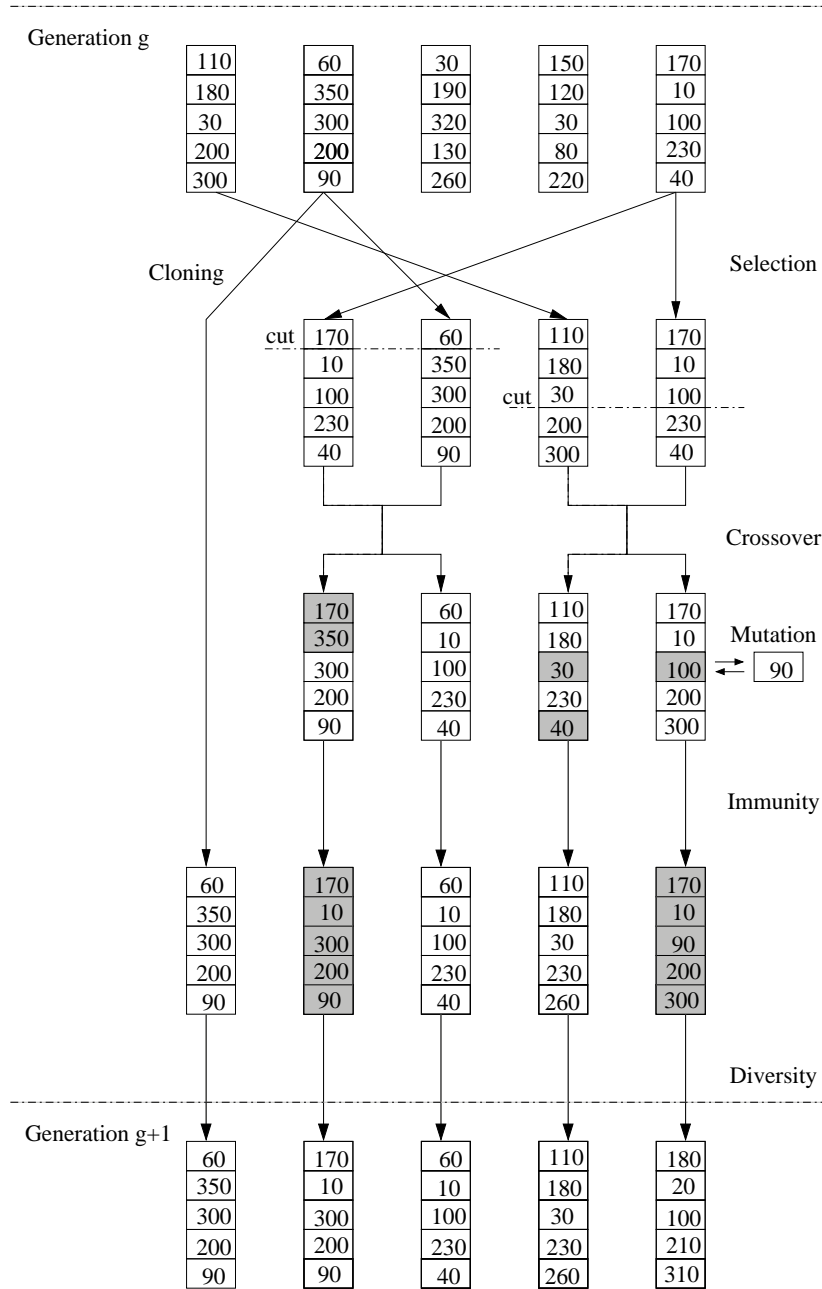 Generation g
110 60 30 150 170
180 350 190 120 10
30 300 320 30 100
200 200 130 80 230
300 90 260 220 40
Cloning
Selection
cut 170 60 110 170
10 350 180 10
100 300 cut 30 100
230 200 200 230
40 90 300 40
Crossover
170 60 110 170
350 10 180 10 Mutation
300 100 30 100 90
200 230 230 200
90 40 40 300
Immunity
60 170 60 110 170
350 10 10 180 10
300 300 100 30 90
200 200 230 230 200
90 90 40 260 300
Diversity
Generation g+1
60 170 60 110 180
350 10 10 180 20
300 300 100 30 100
200 200 230 230 210
90 90 40 260 310